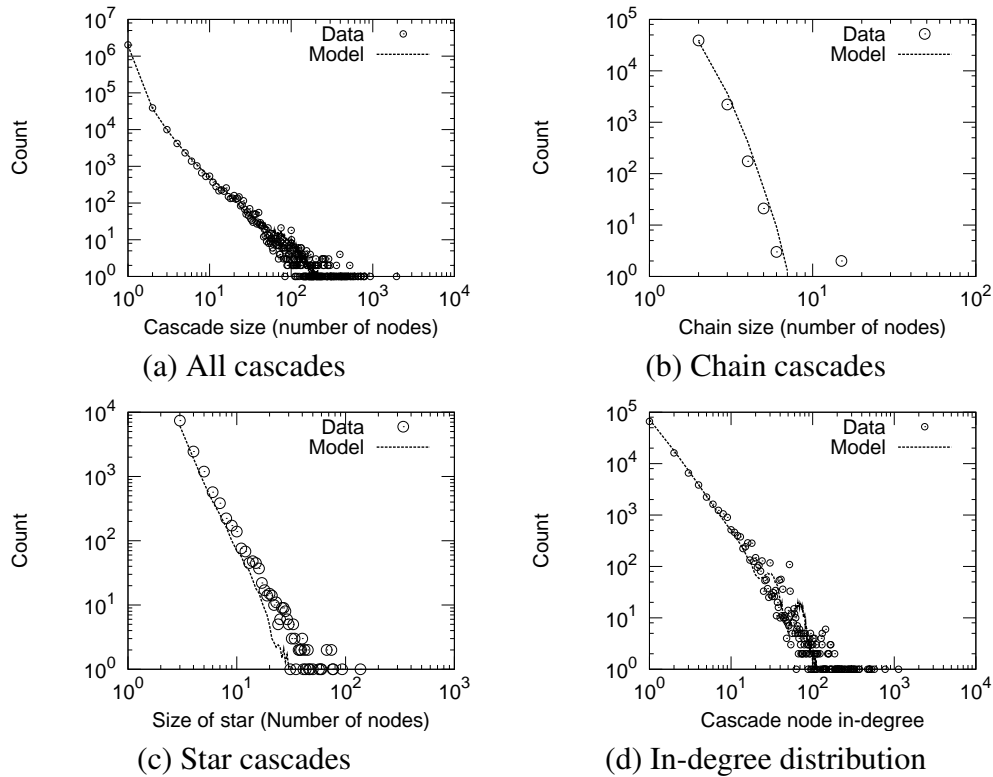 Data
Model
Count
10^0 10^1 10^2 10^3 10^4 10^5 10^6 10^7
10^0 10^1 10^2 10^3 10^4
Cascade size (number of nodes)
(a) All cascades
Data
Model
Count
10^0 10^1 10^2 10^3 10^4 10^5
10^0 10^1 10^2
Chain size (number of nodes)
(b) Chain cascades
Data
Model
Count
10^0 10^1 10^2 10^3 10^4
10^0 10^1 10^2 10^3
Size of star (Number of nodes)
(c) Star cascades
Data
Model
Count
10^0 10^1 10^2 10^3 10^4 10^5
10^0 10^1 10^2 10^3 10^4
Cascade node in-degree
(d) In-degree distribution